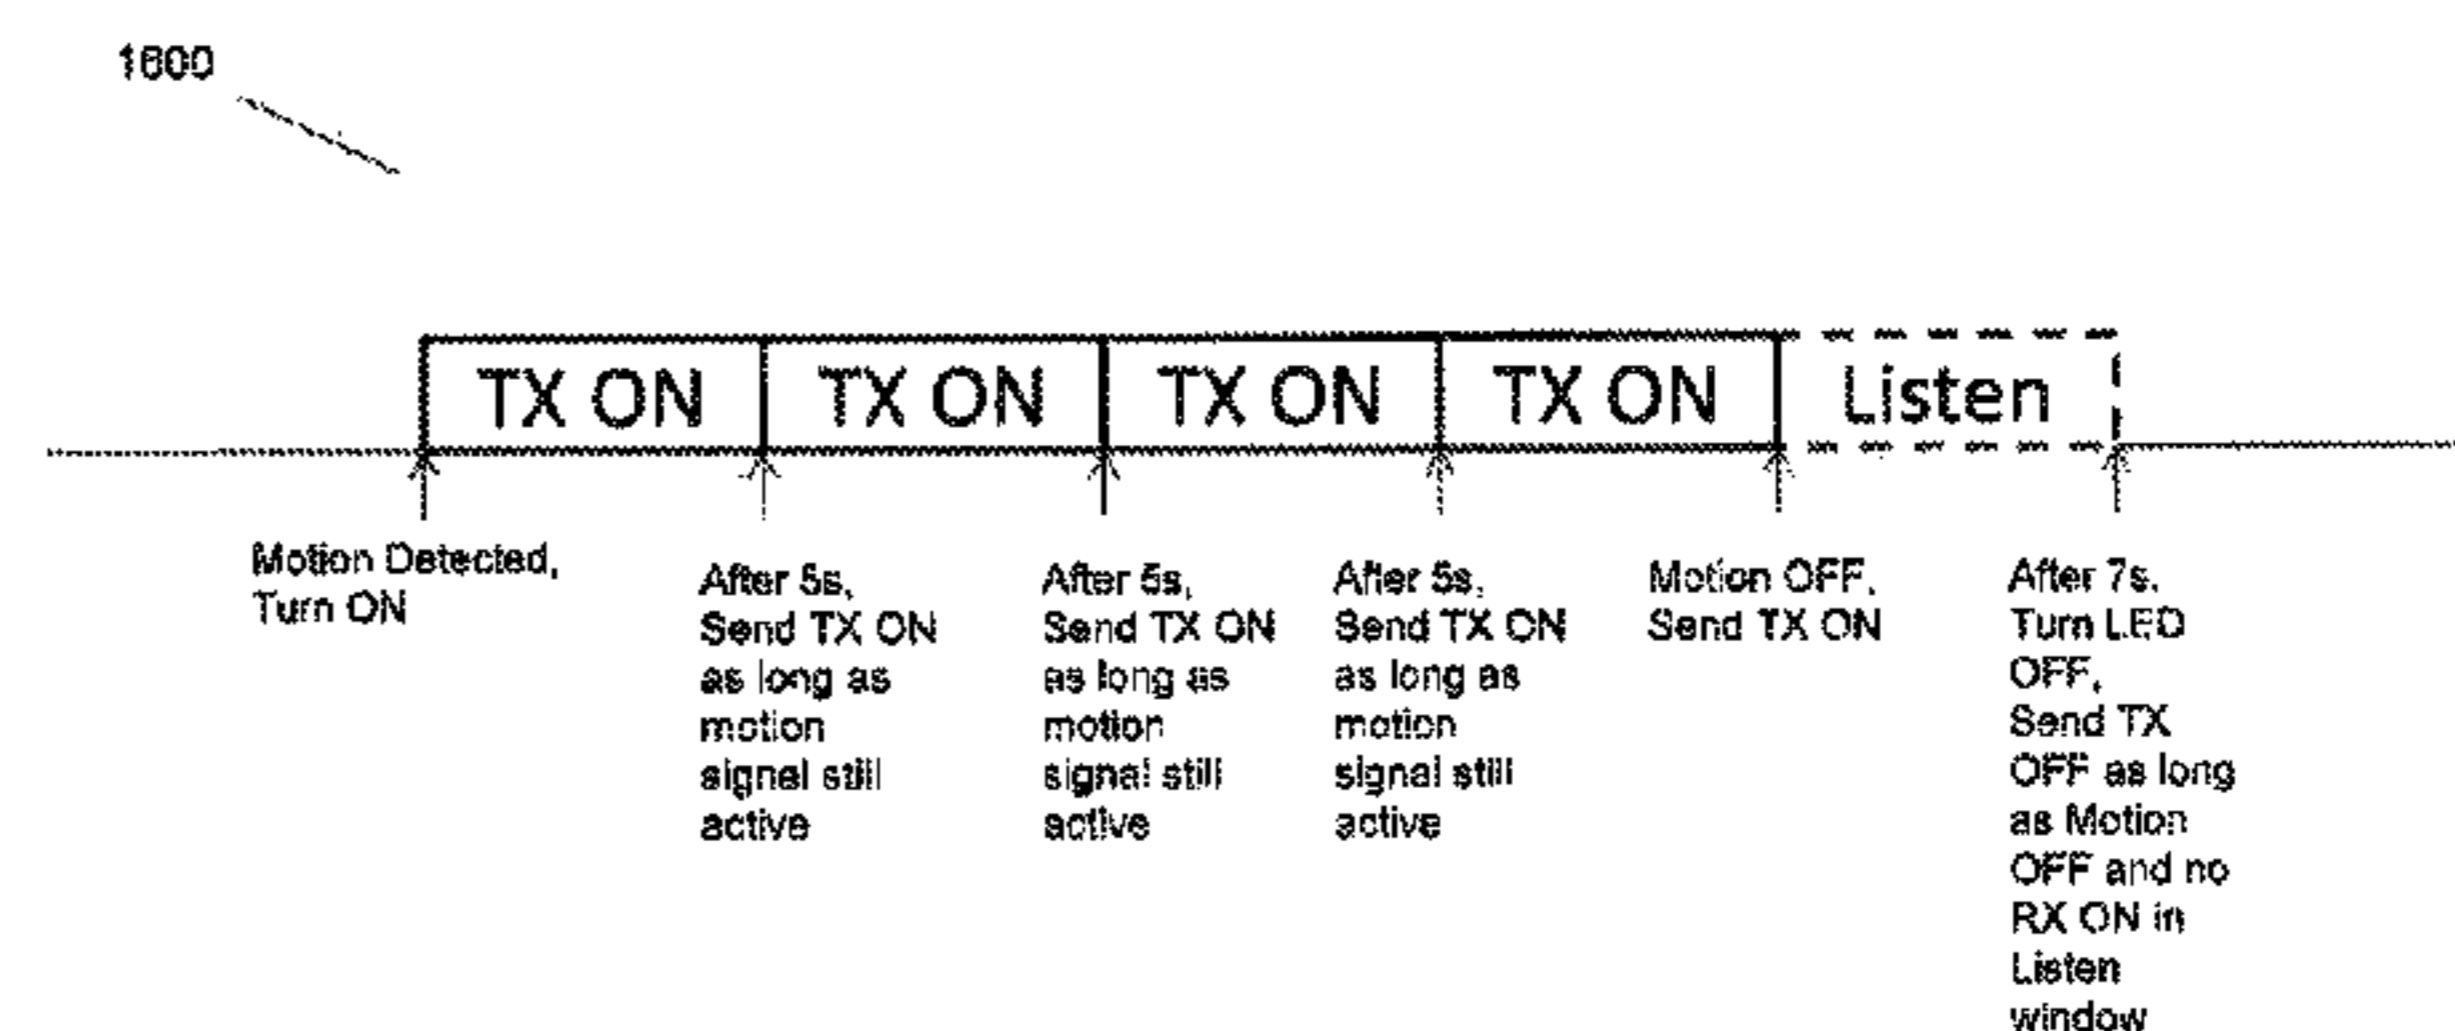 1600
TX ON TX ON TX ON TX ON Listen
Motion Detected,
Turn ON
After 5s,
Send TX ON
as long as
motion
signal still
active
After 5s,
Send TX ON
as long as
motion
signal still
active
After 5s,
Send TX ON
as long as
motion
signal still
active
Motion OFF,
Send TX ON
After 7s,
Turn LED
OFF,
Send TX
OFF as long
as Motion
OFF and no
RX ON in
Listen
window